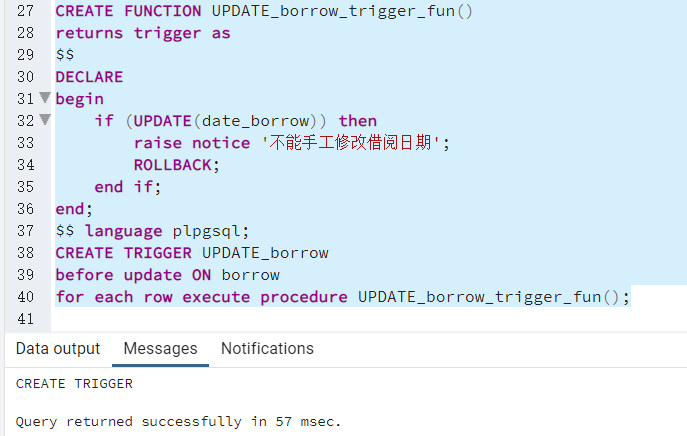 27 CREATE FUNCTION UPDATE_borrow_trigger_fun()
28 returns trigger as
29 $$
30 DECLARE
31 begin
32     if (UPDATE(date_borrow)) then
33         raise notice '不能手工修改借阅日期';
34         ROLLBACK;
35     end if;
36 end;
37 $$ language plpgsql;
38 CREATE TRIGGER UPDATE_borrow
39 before update ON borrow
40 for each row execute procedure UPDATE_borrow_trigger_fun();
41
Data output Messages Notifications
CREATE TRIGGER
Query returned successfully in 57 msec.